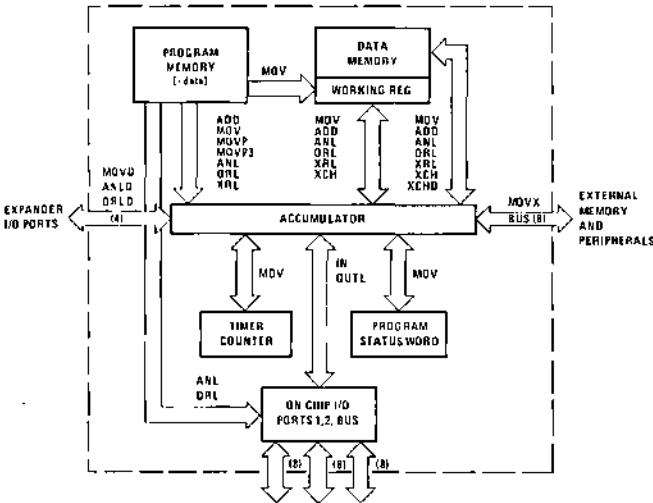 PROGRAM
MEMORY
[+data]
MOV
DATA
MEMORY
WORKING REG
ADD
MOV
MOVP
MOVP3
ANL
ORL
XRL
MOV
ADD
ANL
ORL
XRL
XCH
MOV
ADD
ANL
ORL
XRL
XCH
XCHD
MOVD
ANLD
ORLD
(4)
EXPANDER
I/O PORTS
ACCUMULATOR
MOVX
BUS (8)
EXTERNAL
MEMORY
AND
PERIPHERALS
MOV
IN
OUTL
MOV
TIMER
COUNTER
PROGRAM
STATUS WORD
ANL
ORL
ON CHIP I/O
PORTS 1,2, BUS
(8)
(8)
(8)